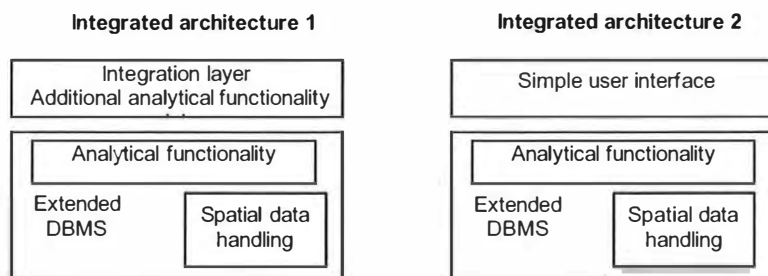 Integrated architecture 1
Integration layer
Additional analytical functionality
Analytical functionality
Extended
DBMS
Spatial data
handling
Integrated architecture 2
Simple user interface
Analytical functionality
Extended
DBMS
Spatial data
handling